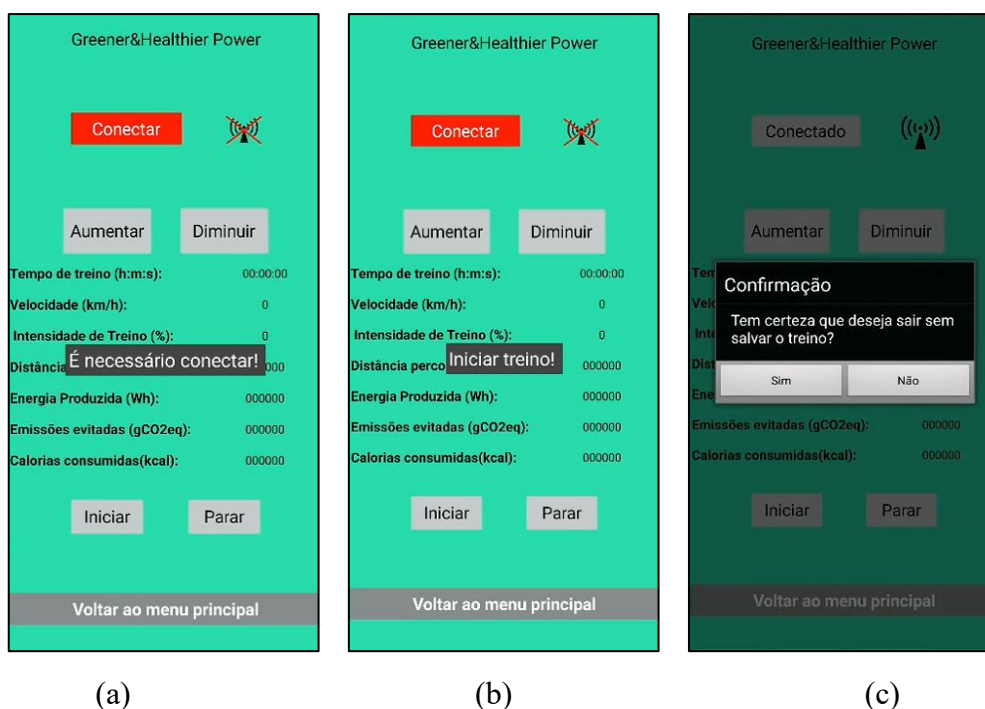 Greener&Healthier Power
Conectar
Aumentar Diminuir
Tempo de treino (h:m:s): 00:00:00
Velocidade (km/h): 0
Intensidade de Treino (%): 0
Distância É necessário conectar! 000
Energia Produzida (Wh): 000000
Emissões evitadas (gCO2eq): 000000
Calorias consumidas(kcal): 000000
Iniciar Parar
Voltar ao menu principal
(a)
Greener&Healthier Power
Conectar
Aumentar Diminuir
Tempo de treino (h:m:s): 00:00:00
Velocidade (km/h): 0
Intensidade de Treino (%): 0
Distância perco Iniciar treino! 000000
Energia Produzida (Wh): 000000
Emissões evitadas (gCO2eq): 000000
Calorias consumidas(kcal): 000000
Iniciar Parar
Voltar ao menu principal
(b)
Greener&Healthier Power
Conectado
Aumentar Diminuir
Confirmação
Tem certeza que deseja sair sem
salvar o treino?
Sim Não
Emissões evitadas (gCO2eq): 000000
Calorias consumidas(kcal): 000000
Iniciar Parar
Voltar ao menu principal
(c)